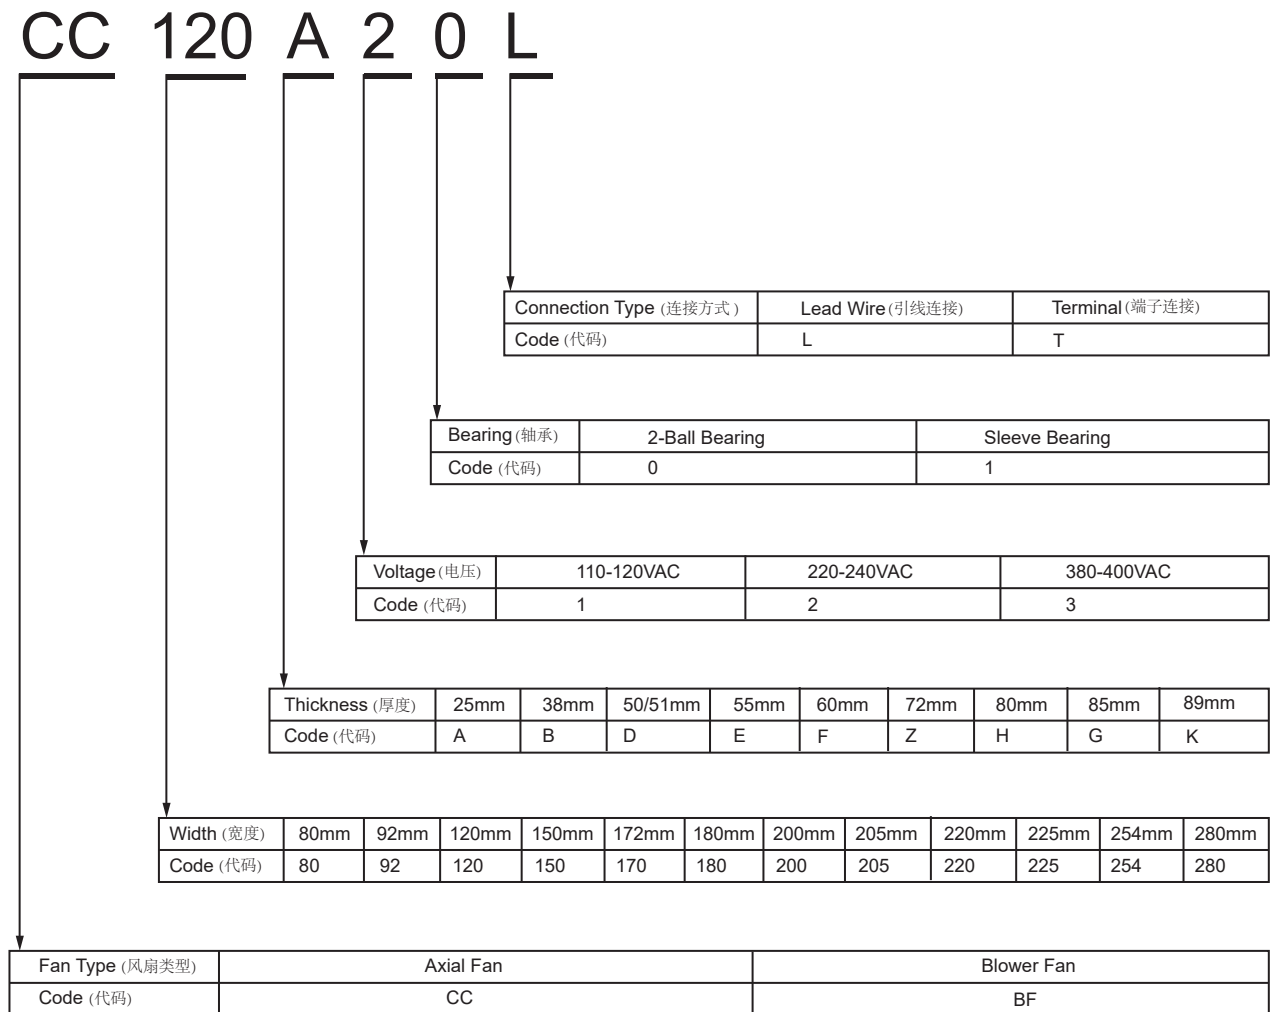 CC 120 A 2 0 L
Connection Type (连接方式) Lead Wire (引线连接) Terminal (端子连接)
Code (代码) L T
Bearing (轴承) 2-Ball Bearing Sleeve Bearing
Code (代码) 0 1
Voltage (电压) 110-120VAC 220-240VAC 380-400VAC
Code (代码) 1 2 3
Thickness (厚度) 25mm 38mm 50/51mm 55mm 60mm 72mm 80mm 85mm 89mm
Code (代码) A B D E F Z H G K
Width (宽度) 80mm 92mm 120mm 150mm 172mm 180mm 200mm 205mm 220mm 225mm 254mm 280mm
Code (代码) 80 92 120 150 170 180 200 205 220 225 254 280
Fan Type (风扇类型) Axial Fan Blower Fan
Code (代码) CC BF